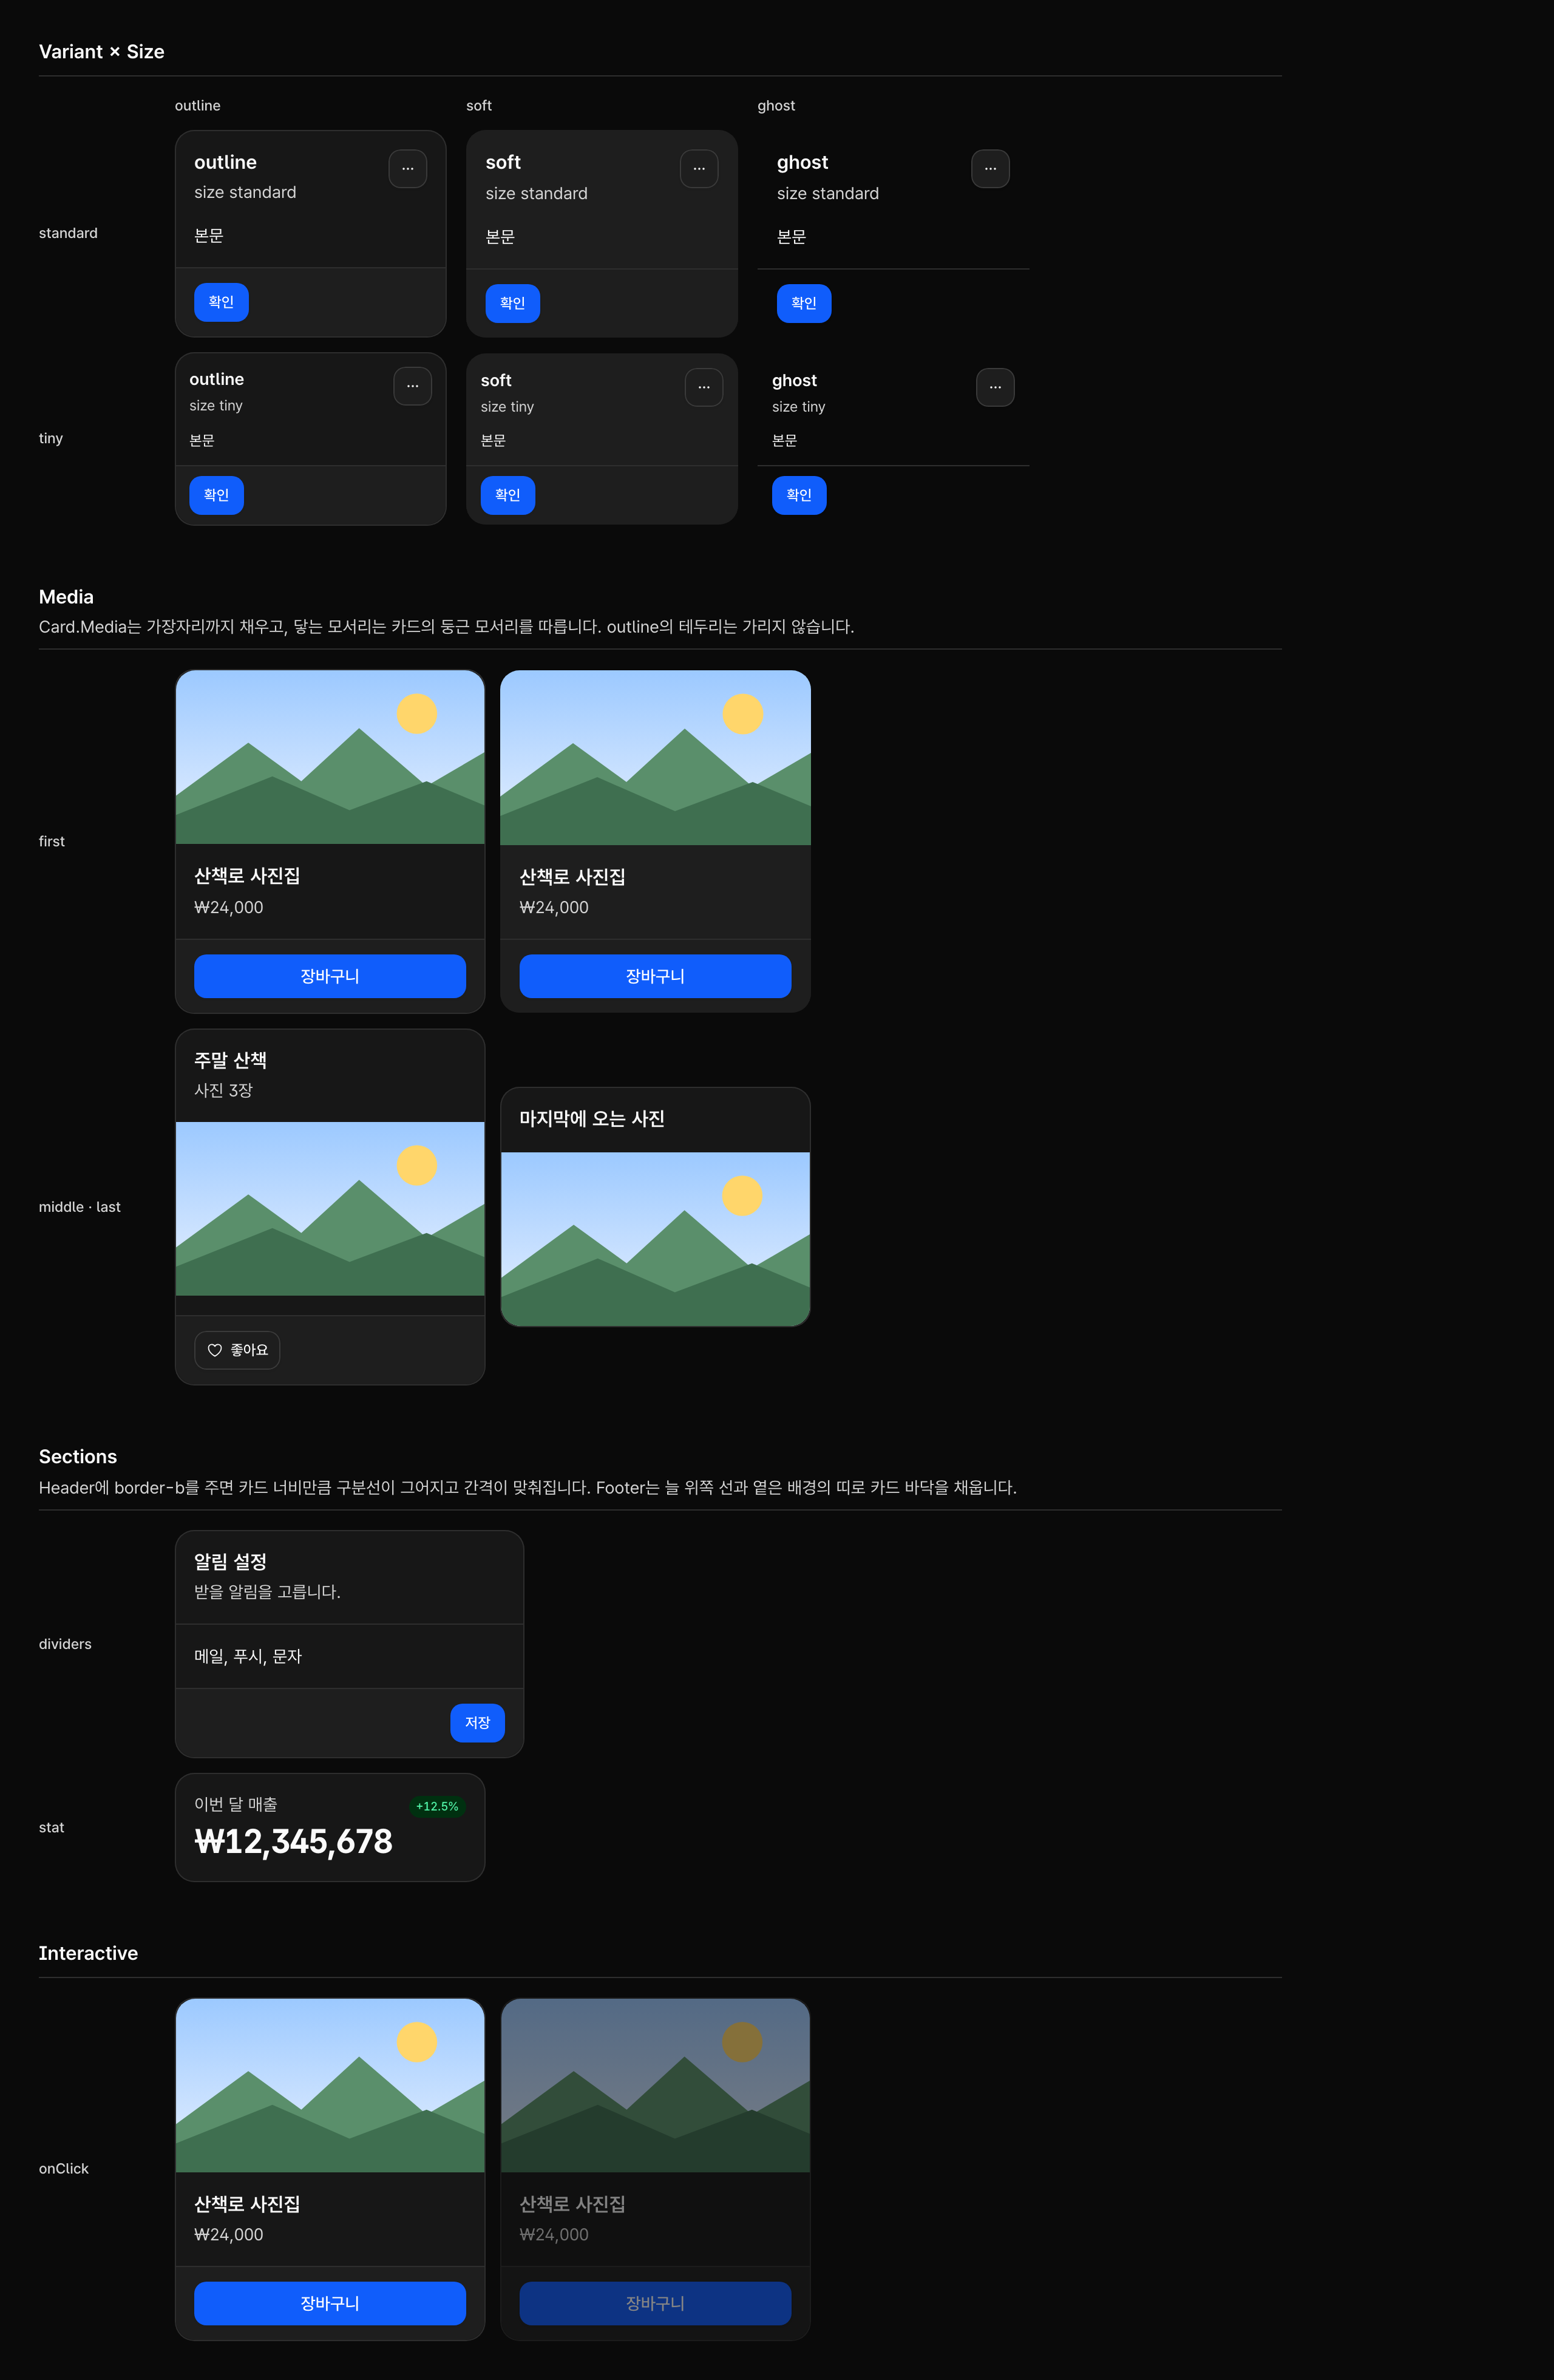 Variant × Size
outline
soft
ghost
standard
outline
size standard
본문
확인
soft
size standard
본문
확인
ghost
size standard
본문
확인
tiny
outline
size tiny
본문
확인
soft
size tiny
본문
확인
ghost
size tiny
본문
확인
Media
Card.Media는 가장자리까지 채우고, 닿는 모서리는 카드의 둥근 모서리를 따릅니다. outline의 테두리는 가리지 않습니다.
first
산책로 사진집
₩24,000
장바구니
산책로 사진집
₩24,000
장바구니
middle · last
주말 산책
사진 3장
좋아요
마지막에 오는 사진
Sections
Header에 border-b를 주면 카드 너비만큼 구분선이 그어지고 간격이 맞춰집니다. Footer는 늘 위쪽 선과 옅은 배경의 띠로 카드 바닥을 채웁니다.
dividers
알림 설정
받을 알림을 고릅니다.
메일, 푸시, 문자
저장
stat
이번 달 매출
+12.5%
₩12,345,678
Interactive
onClick
산책로 사진집
₩24,000
장바구니
산책로 사진집
₩24,000
장바구니